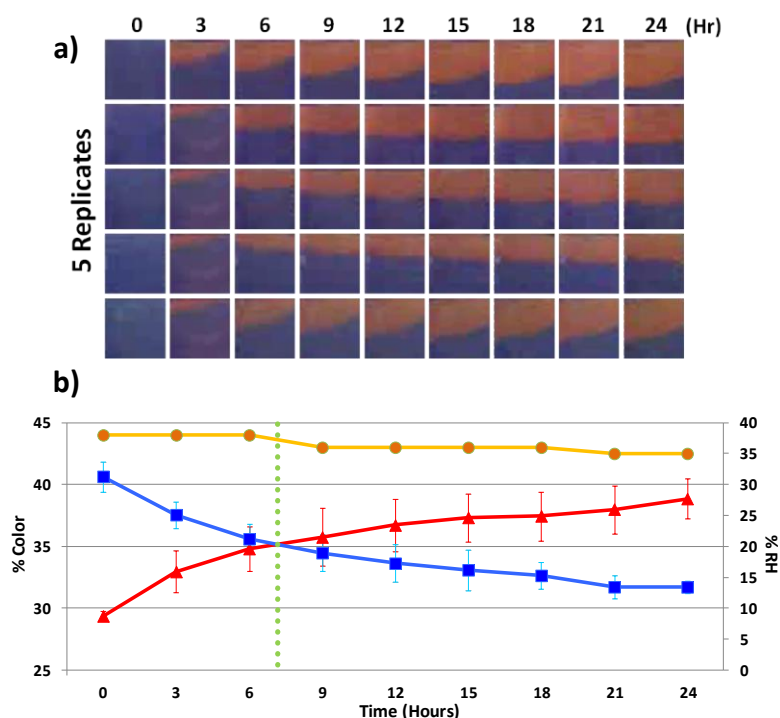 0 3 6 9 12 15 18 21 24 (Hr)
a)
5 Replicates
b)
45 40
40 35
35 30
30 25
25 20
15
10
5
0
% Color
% RH
0 3 6 9 12 15 18 21 24
Time (Hours)